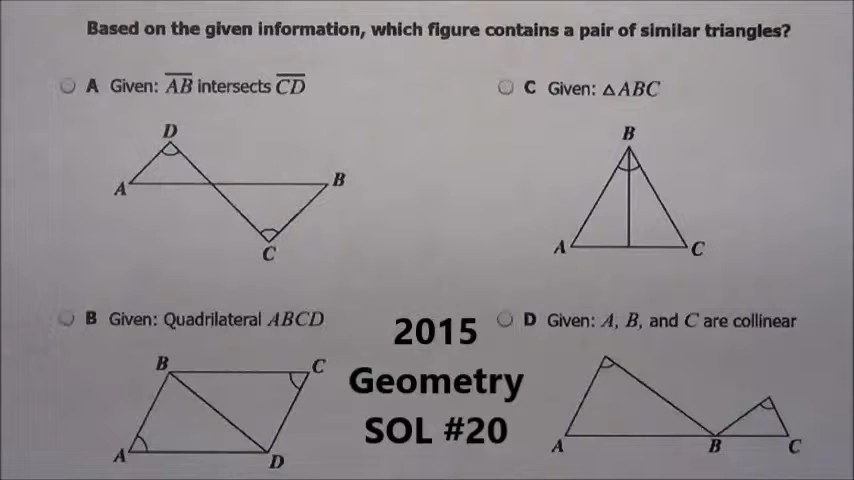 Based on the given information, which figure contains a pair of similar triangles?
A Given: AB intersects CD
D
A
B
C
C Given: △ABC
B
A
C
B Given: Quadrilateral ABCD
B
C
A
D
2015
Geometry
SOL #20
D Given: A, B, and C are collinear
A
B
C